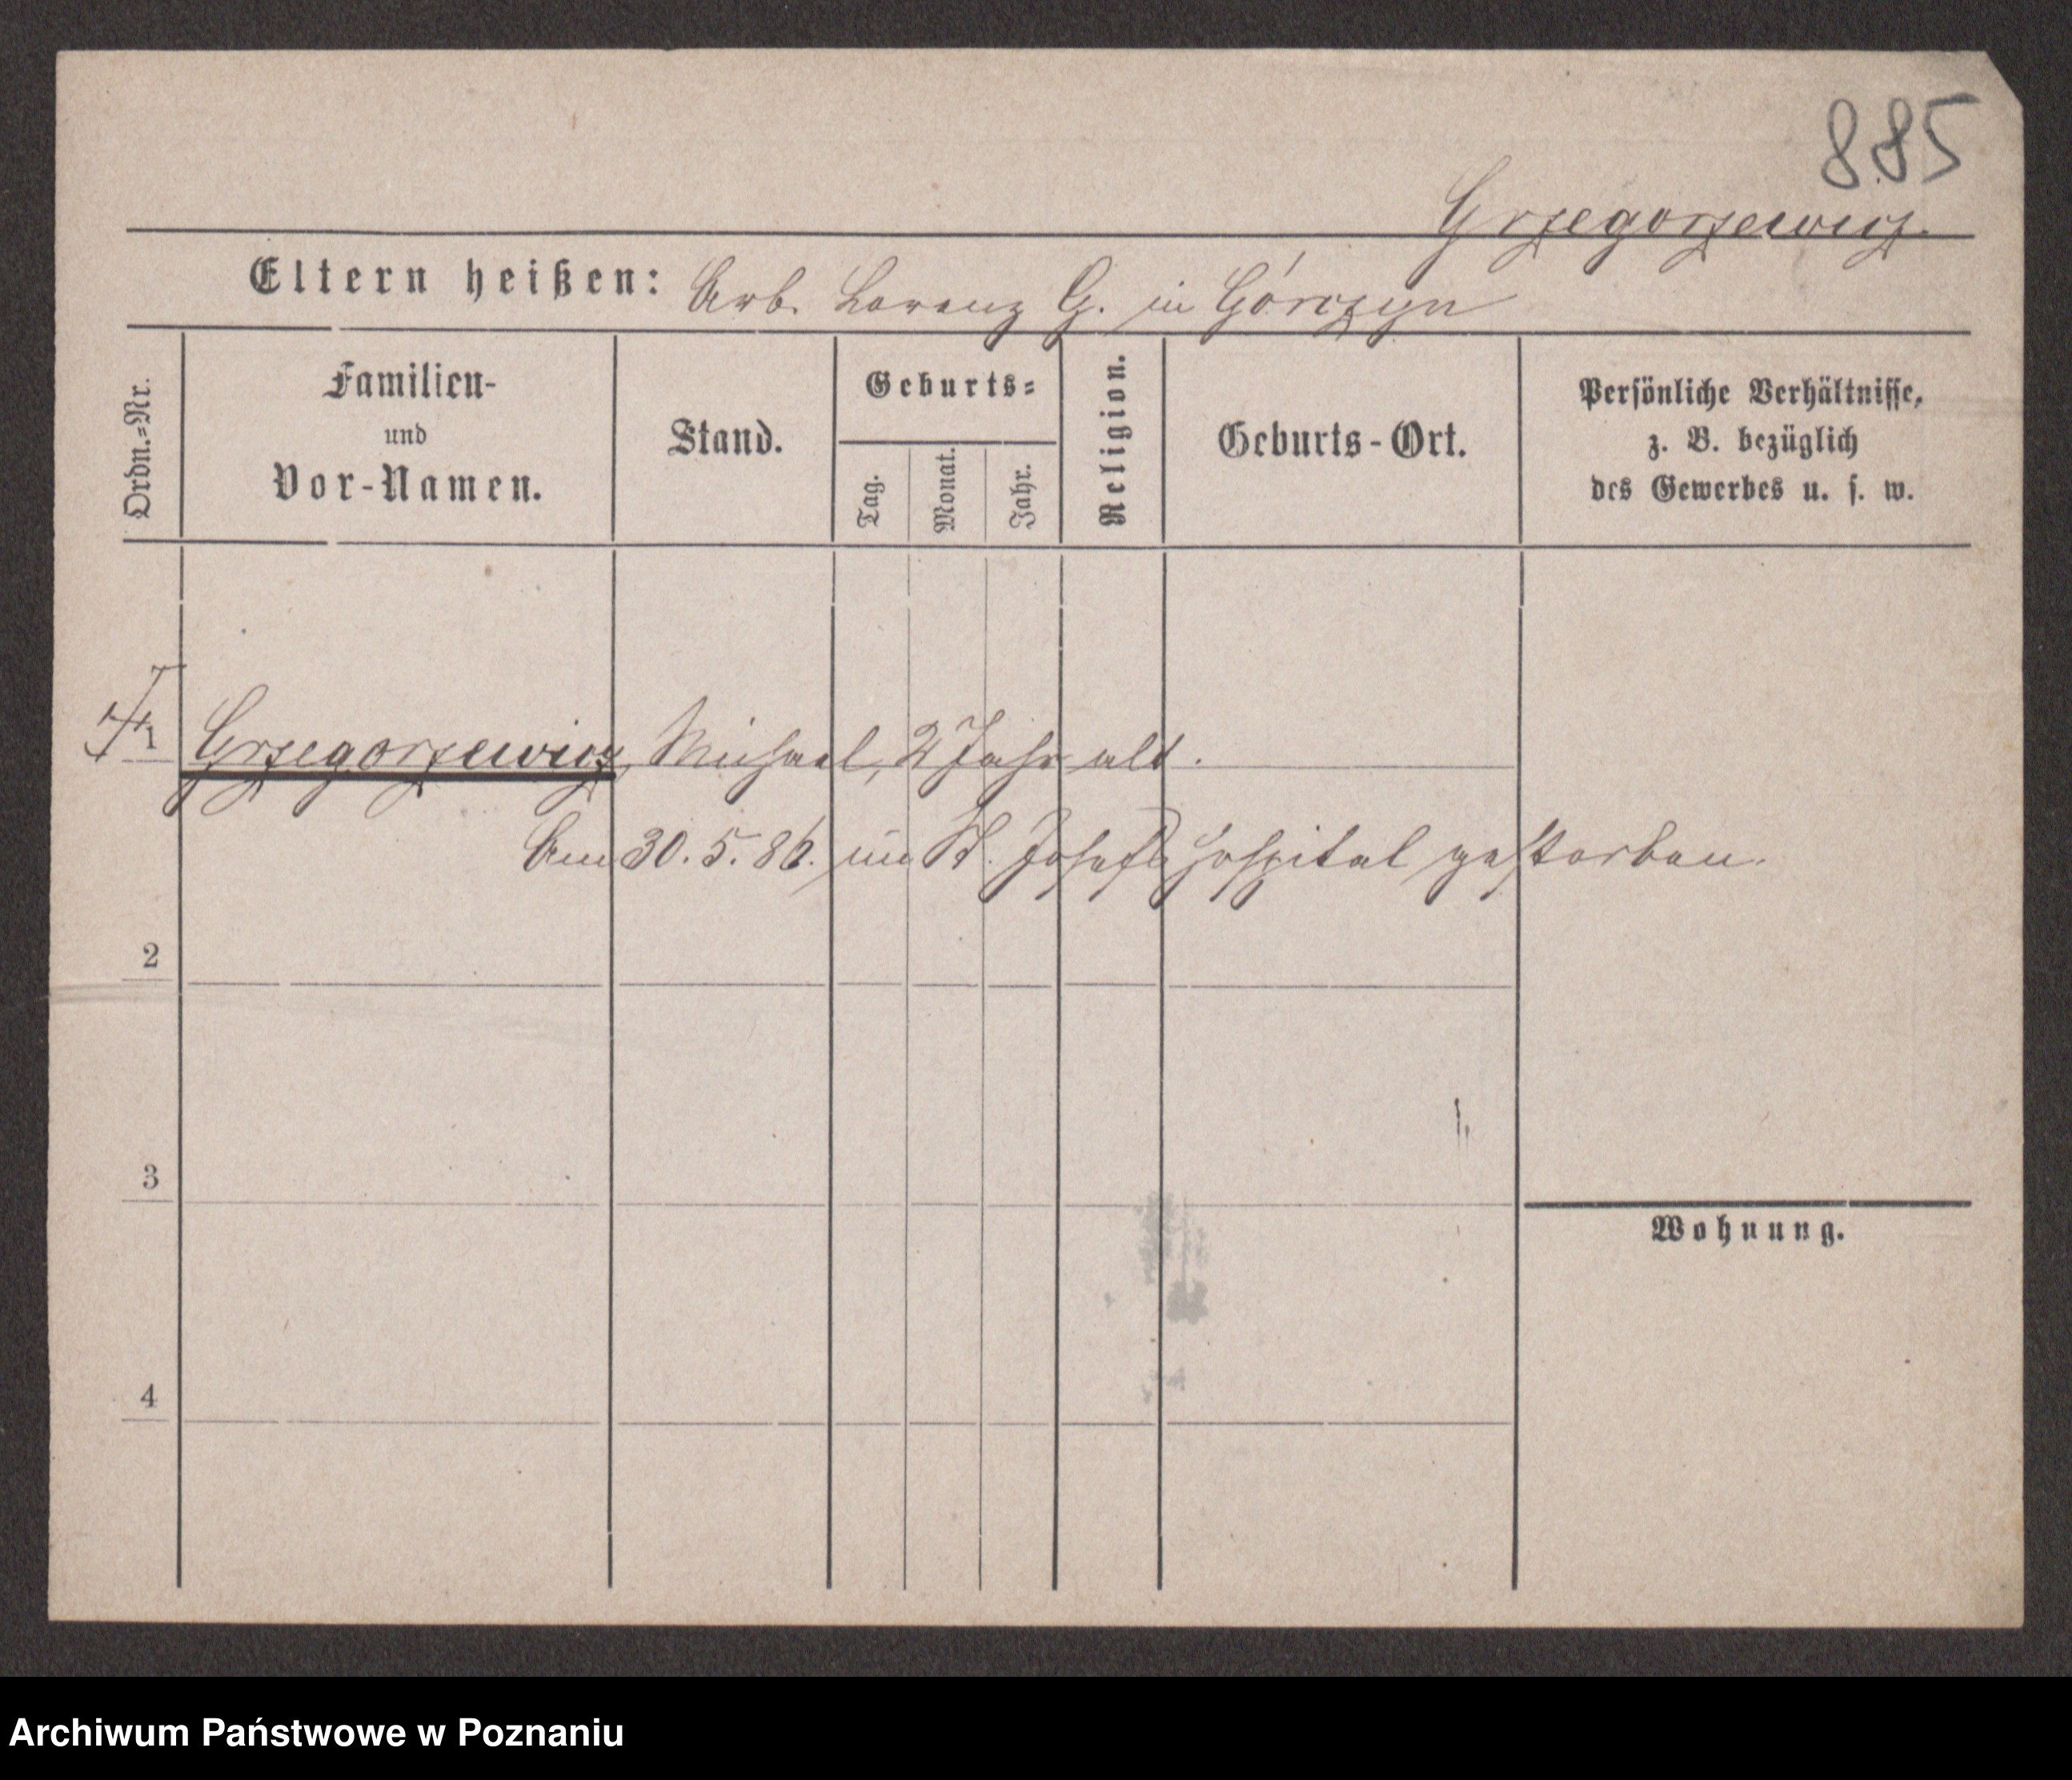 885
Grzegorzewicz.
Eltern heißen: Arb. Lorenz G. in Górczyn
Ordn.=Nr.
Familien-
und
Vor-Namen.
Stand.
Geburts=
Tag.
Monat.
Jahr.
Religion.
Geburts-Ort.
Persönliche Verhältnisse,
z. B. bezüglich
des Gewerbes u. s. w.
1 Grzegorzewicz, Michael, 2 Jahr alt.
Am 30. 5. 86. im St. Josefs Hospital gestorben.
2
3
Wohnung.
4
Archiwum Państwowe w Poznaniu